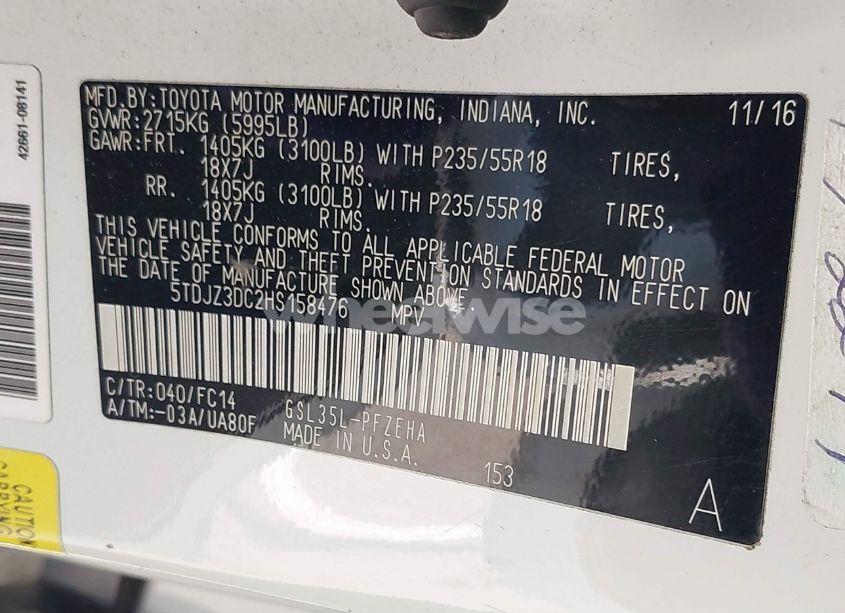 42661-08141
MFD.BY:TOYOTA MOTOR MANUFACTURING, INDIANA, INC. 11/16
GVWR:2715KG (5995LB)
GAWR:FRT. 1405KG (3100LB) WITH P235/55R18 TIRES,
18X7J RIMS.
RR. 1405KG (3100LB) WITH P235/55R18 TIRES,
18X7J RIMS.
THIS VEHICLE CONFORMS TO ALL APPLICABLE FEDERAL MOTOR
VEHICLE SAFETY AND THEFT PREVENTION STANDARDS IN EFFECT ON
THE DATE OF MANUFACTURE SHOWN ABOVE.
5TDJZ3DC2HS158476 MPV
wheelwise
C/TR:040/FC14 GSL35L-PFZEHA
A/TM:-03A/UA80F MADE IN U.S.A.
153
A
CAUTION
CARRYING